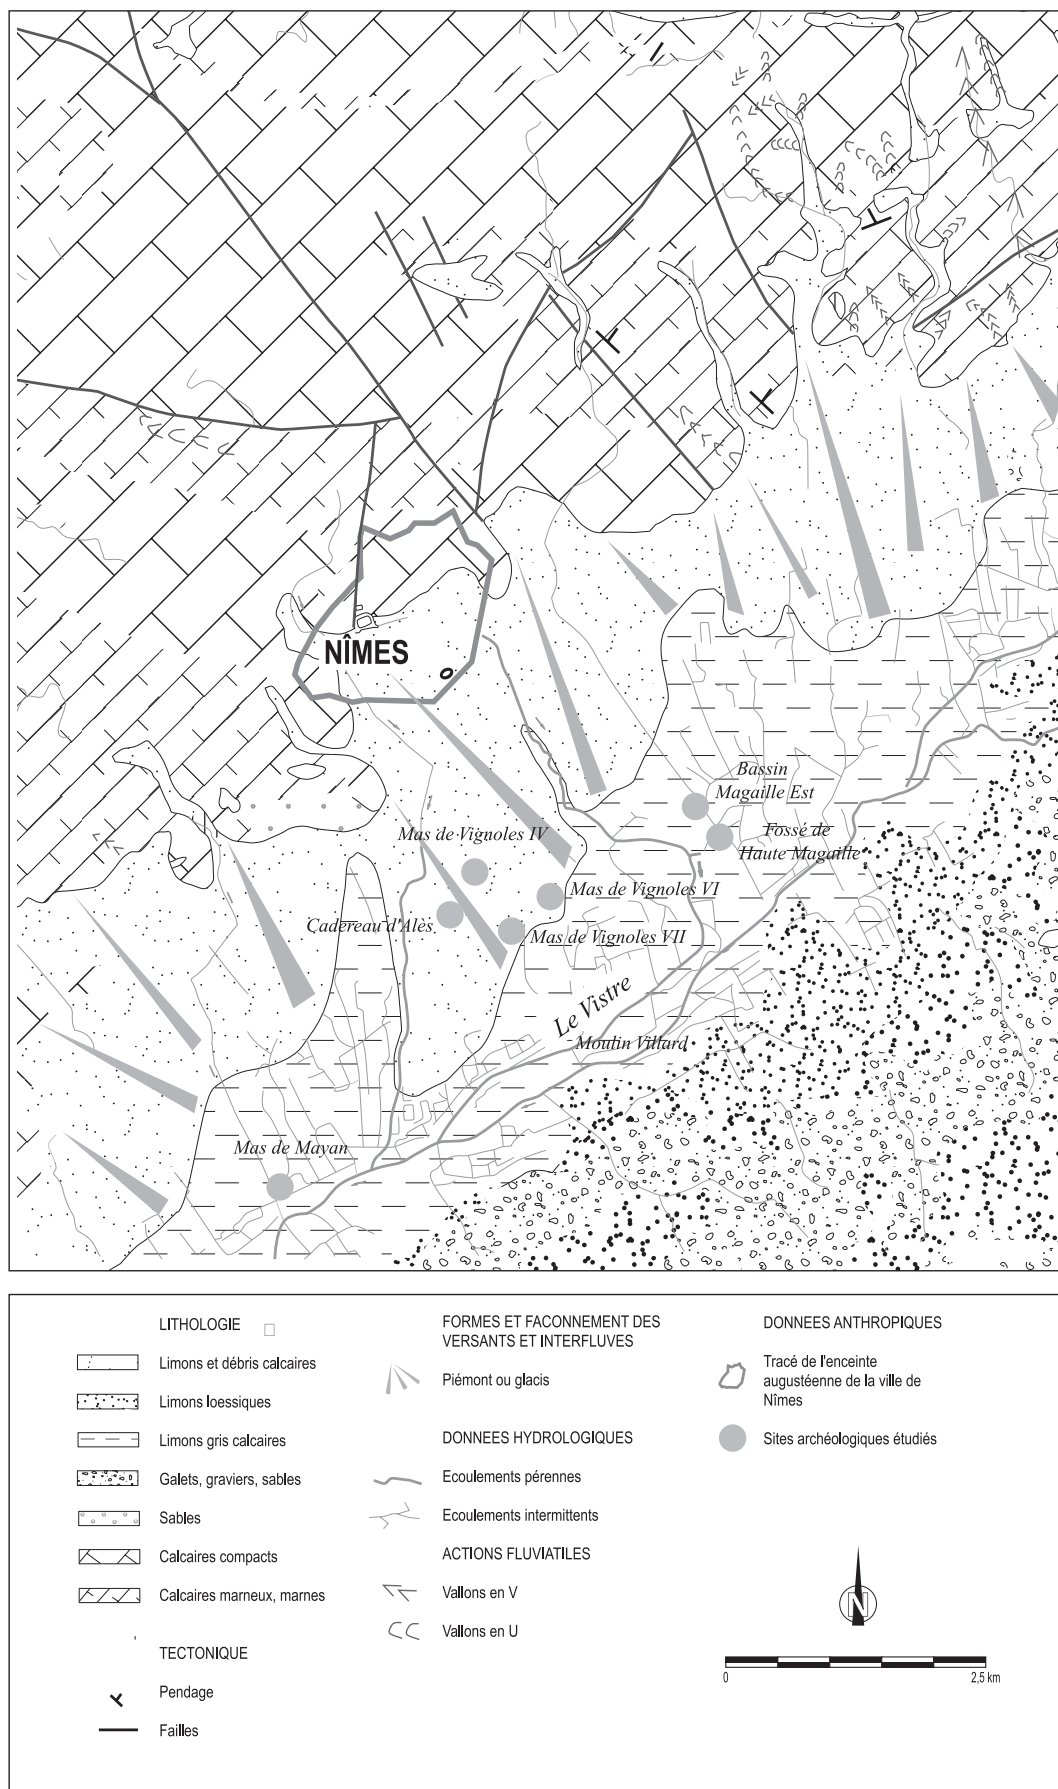 NÎMES
Bassin
Magaille Est
Fossé de
Haute Magaille
Mas de Vignoles IV
Mas de Vignoles VI
Cadereau d'Alès
Mas de Vignoles VII
Le Vistre
Moulin Villard
Mas de Mayan
LITHOLOGIE
Limons et débris calcaires
Limons loessiques
Limons gris calcaires
Galets, graviers, sables
Sables
Calcaires compacts
Calcaires marneux, marnes
TECTONIQUE
Pendage
Failles
FORMES ET FACONNEMENT DES
VERSANTS ET INTERFLUVES
Piémont ou glacis
DONNEES HYDROLOGIQUES
Ecoulements pérennes
Ecoulements intermittents
ACTIONS FLUVIATILES
Vallons en V
Vallons en U
DONNEES ANTHROPIQUES
Tracé de l'enceinte
augustéenne de la ville de
Nîmes
Sites archéologiques étudiés
N
0
2,5 km